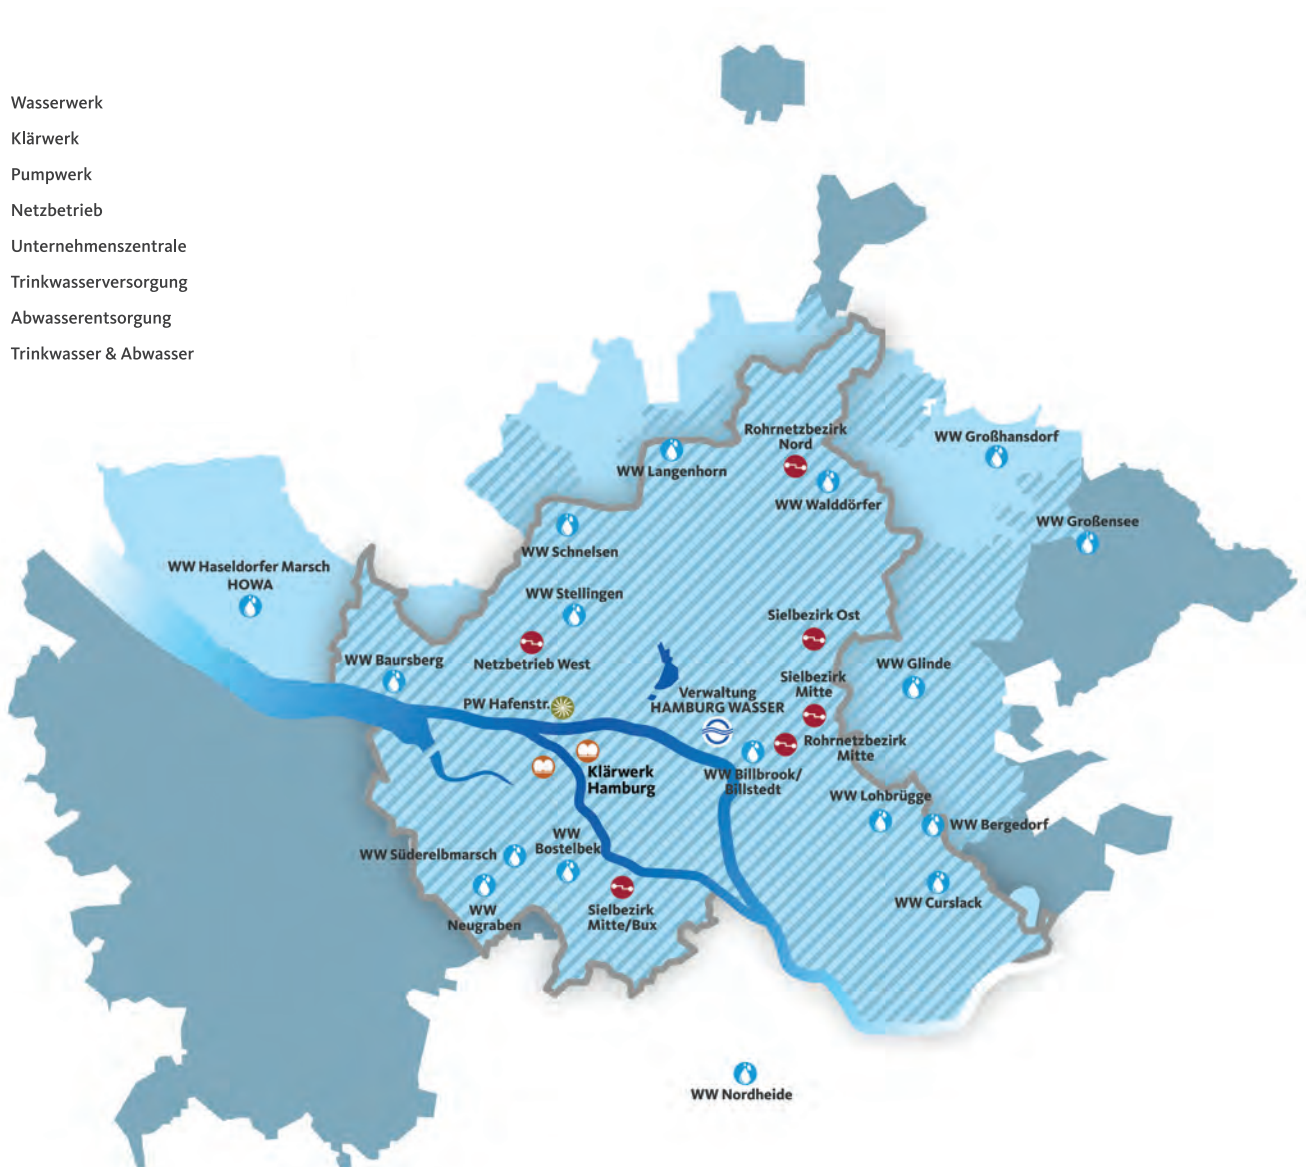 Wasserwerk
Klärwerk
Pumpwerk
Netzbetrieb
Unternehmenszentrale
Trinkwasserversorgung
Abwasserentsorgung
Trinkwasser & Abwasser
Rohrnetzbezirk
Nord
WW Großhansdorf
WW Langenhorn
WW Walddörfer
WW Großensee
WW Schnelsen
WW Haseldorfer Marsch
HOWA
WW Stellingen
Sielbezirk Ost
WW Baursberg
Netzbetrieb West
WW Glinde
Sielbezirk
Mitte
Verwaltung
HAMBURG WASSER
PW Hafenstr.
Rohrnetzbezirk
Mitte
Klärwerk
Hamburg
WW Billbrook/
Billstedt
WW Lohbrügge
WW Bergedorf
WW
Bostelbek
WW Süderelbmarsch
WW Curslack
WW
Neugraben
Sielbezirk
Mitte/Bux
WW Nordheide